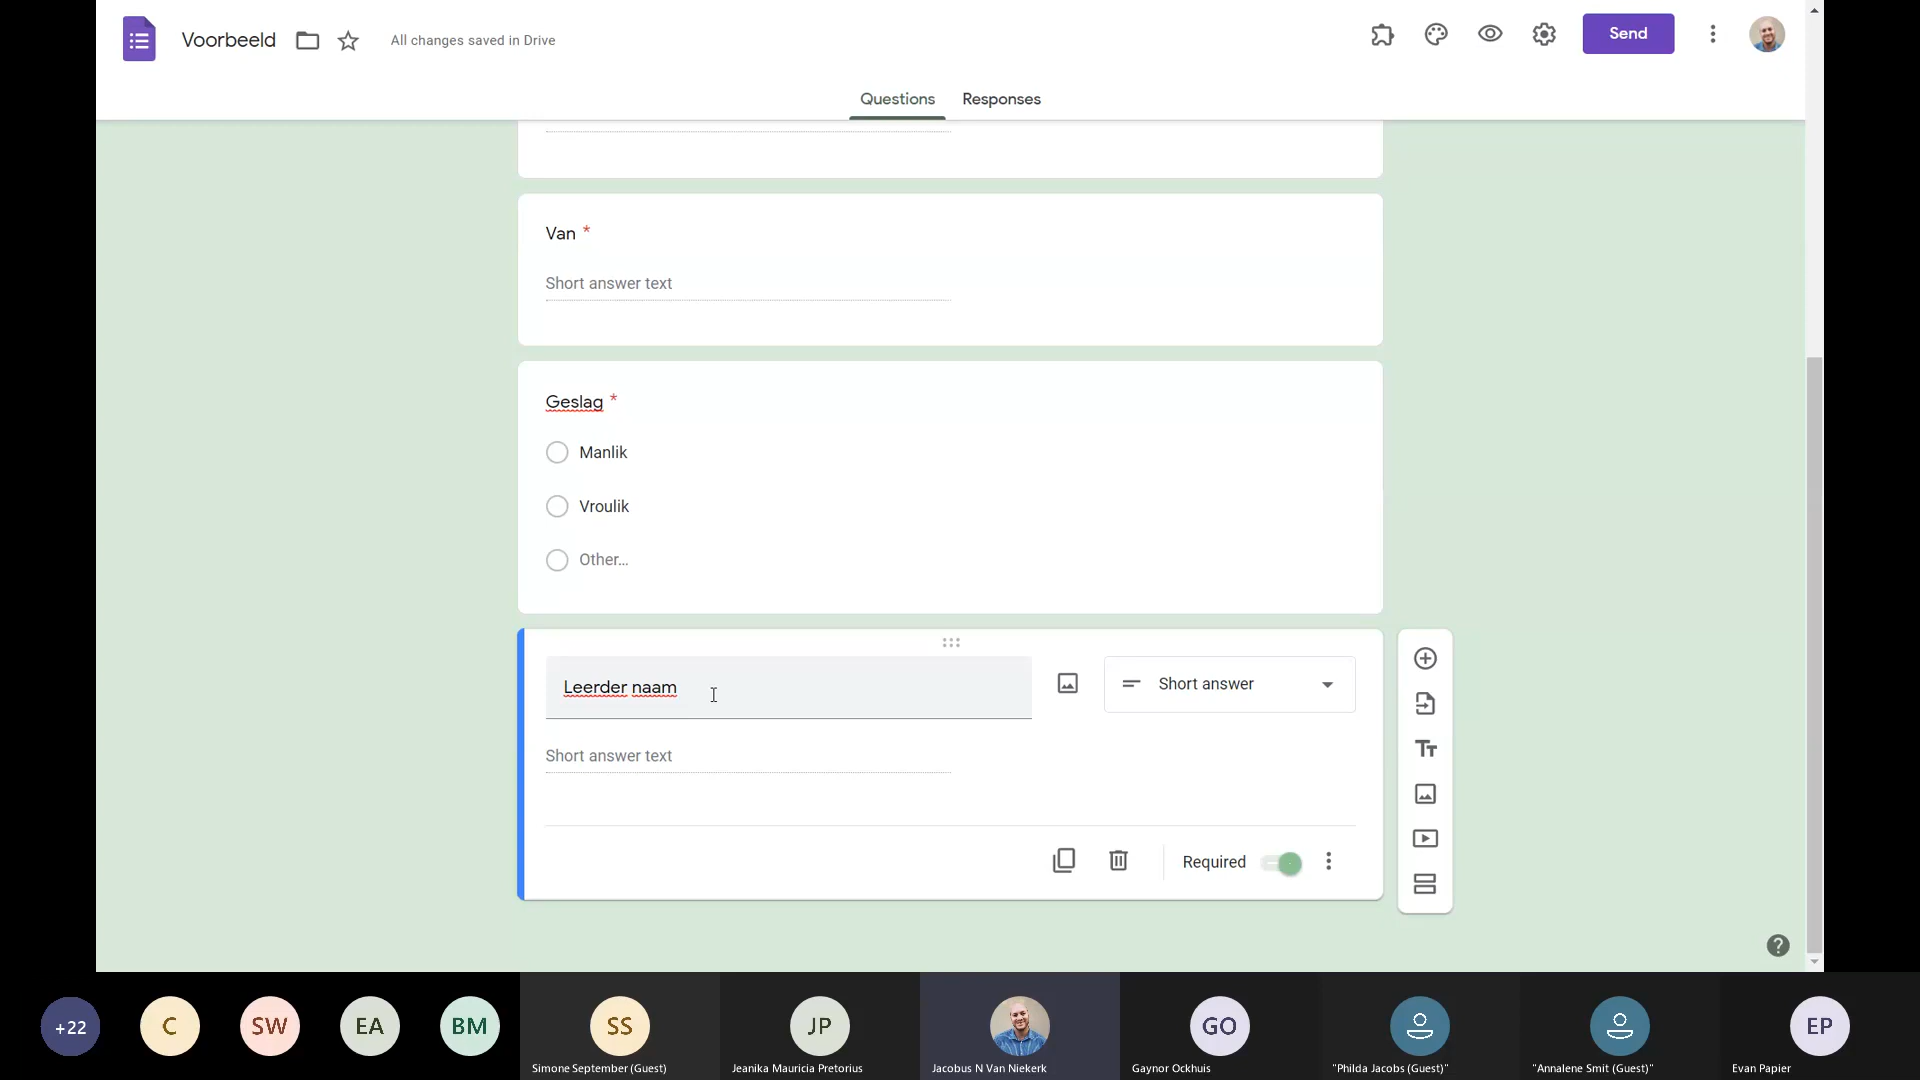 Voorbeeld
All changes saved in Drive
Send
Questions
Responses
Van *
Short answer text
Geslag *
Manlik
Vroulik
Other...
Leerder naam
Short answer
Short answer text
Required
+22
C
SW
EA
BM
SS
JP
GO
EP
Simone September (Guest)
Jeanika Mauricia Pretorius
Jacobus N Van Niekerk
Gaynor Ockhuis
"Philda Jacobs (Guest)"
"Annalene Smit (Guest)"
Evan Papier